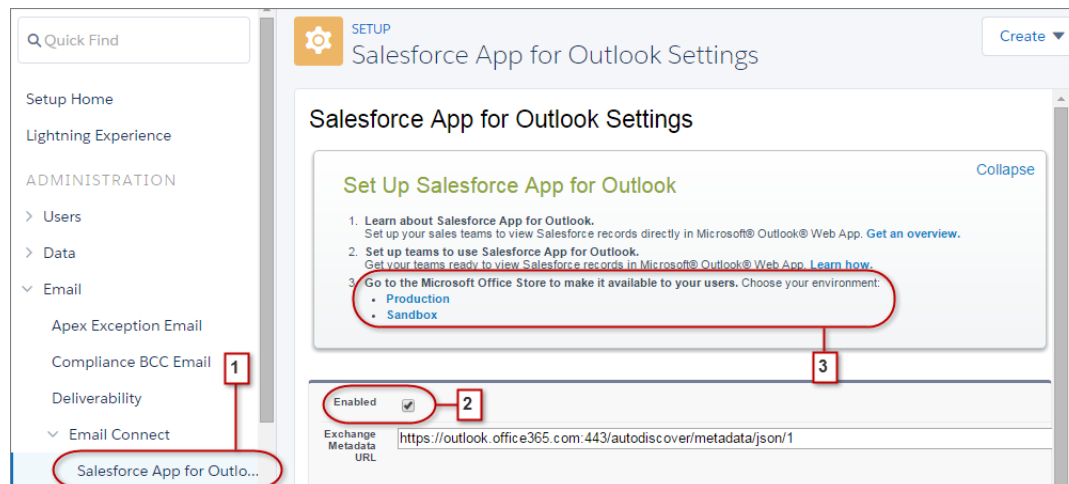 Quick Find
Setup Home
Lightning Experience
ADMINISTRATION
Users
Data
Email
Apex Exception Email
Compliance BCC Email
1
Deliverability
Email Connect
Salesforce App for Outlo...
SETUP
Salesforce App for Outlook Settings
Create
Salesforce App for Outlook Settings
Collapse
Set Up Salesforce App for Outlook
1. Learn about Salesforce App for Outlook.
Set up your sales teams to view Salesforce records directly in Microsoft® Outlook® Web App. Get an overview.
2. Set up teams to use Salesforce App for Outlook.
Get your teams ready to view Salesforce records in Microsoft® Outlook® Web App. Learn how.
3. Go to the Microsoft Office Store to make it available to your users. Choose your environment:
• Production
• Sandbox
3
Enabled
2
Exchange
Metadata
URL
https://outlook.office365.com:443/autodiscover/metadata/json/1